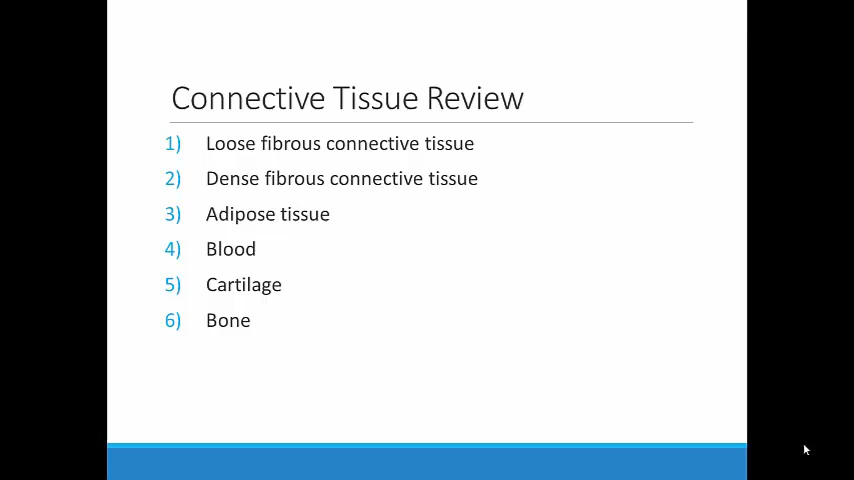 Connective Tissue Review
1) Loose fibrous connective tissue
2) Dense fibrous connective tissue
3) Adipose tissue
4) Blood
5) Cartilage
6) Bone